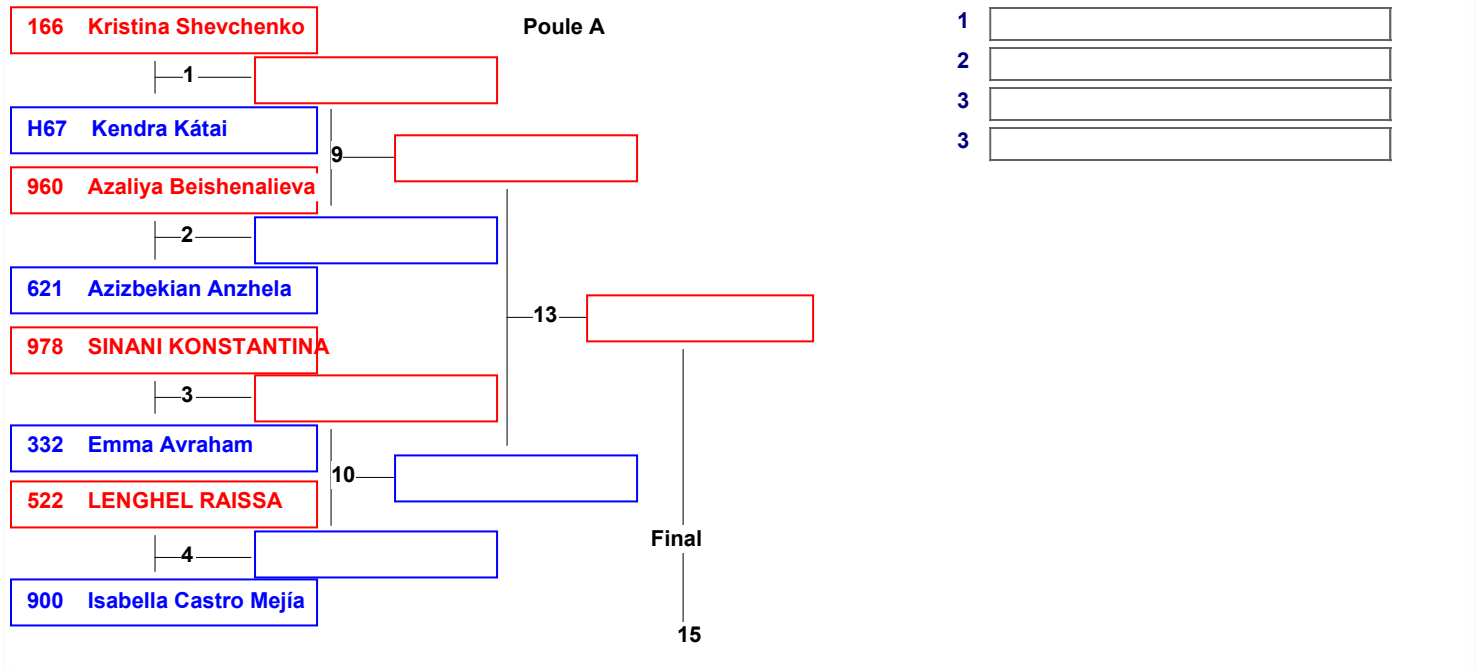 166 Kristina Shevchenko
Poule A
1
1
H67 Kendra Kátai
9
960 Azaliya Beishenalieva
2
621 Azizbekian Anzhela
13
978 SINANI KONSTANTINA
3
332 Emma Avraham
10
522 LENGHEL RAISSA
4
900 Isabella Castro Mejía
Final
15
2
3
3